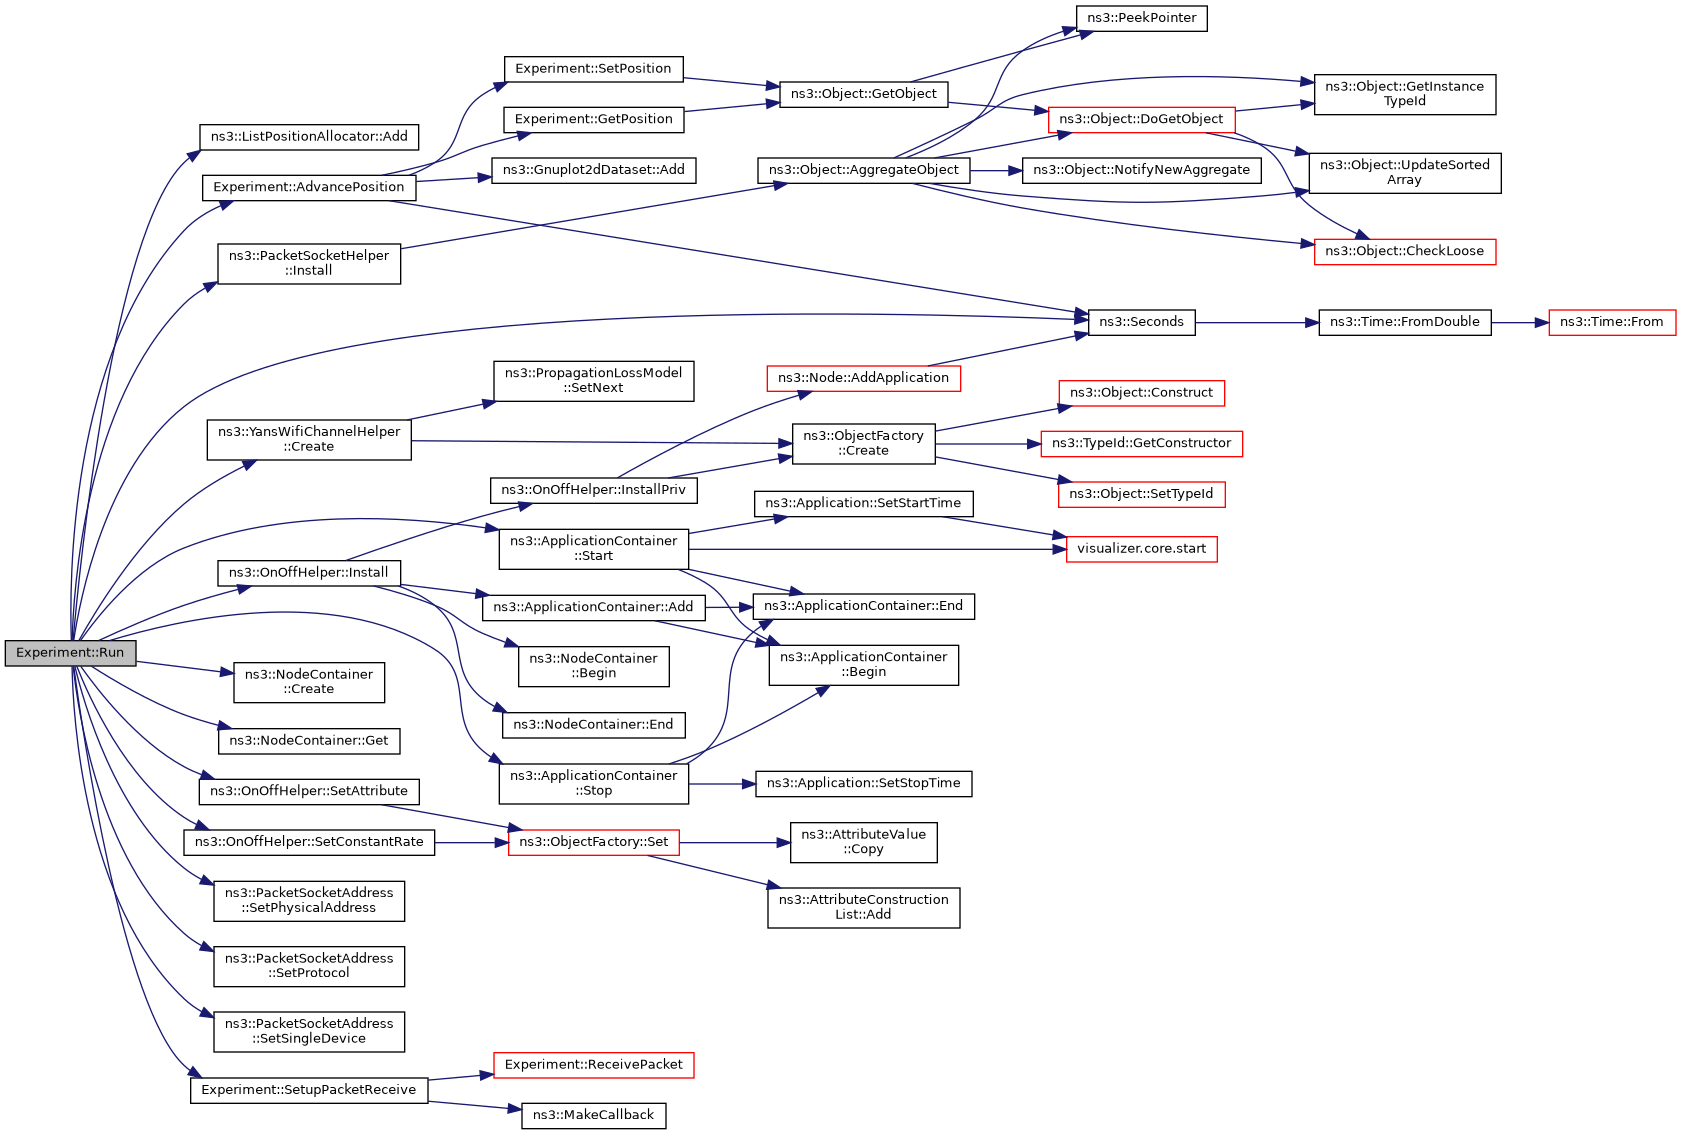 ns3::PeekPointer
Experiment::SetPosition
ns3::Object::GetObject
ns3::Object::GetInstance
TypeId
Experiment::GetPosition
ns3::Object::DoGetObject
ns3::ListPositionAllocator::Add
ns3::Gnuplot2dDataset::Add
ns3::Object::AggregateObject
ns3::Object::NotifyNewAggregate
ns3::Object::UpdateSorted
Array
Experiment::AdvancePosition
ns3::PacketSocketHelper
::Install
ns3::Object::CheckLoose
ns3::Seconds
ns3::Time::FromDouble
ns3::Time::From
ns3::PropagationLossModel
::SetNext
ns3::Node::AddApplication
ns3::Object::Construct
ns3::YansWifiChannelHelper
::Create
ns3::ObjectFactory
::Create
ns3::TypeId::GetConstructor
ns3::OnOffHelper::InstallPriv
ns3::Object::SetTypeId
ns3::Application::SetStartTime
ns3::ApplicationContainer
::Start
visualizer.core.start
ns3::OnOffHelper::Install
ns3::ApplicationContainer::Add
ns3::ApplicationContainer::End
Experiment::Run
ns3::NodeContainer
::Begin
ns3::ApplicationContainer
::Begin
ns3::NodeContainer
::Create
ns3::NodeContainer::End
ns3::NodeContainer::Get
ns3::ApplicationContainer
::Stop
ns3::Application::SetStopTime
ns3::OnOffHelper::SetAttribute
ns3::OnOffHelper::SetConstantRate
ns3::ObjectFactory::Set
ns3::AttributeValue
::Copy
ns3::PacketSocketAddress
::SetPhysicalAddress
ns3::AttributeConstruction
List::Add
ns3::PacketSocketAddress
::SetProtocol
ns3::PacketSocketAddress
::SetSingleDevice
Experiment::SetupPacketReceive
Experiment::ReceivePacket
ns3::MakeCallback